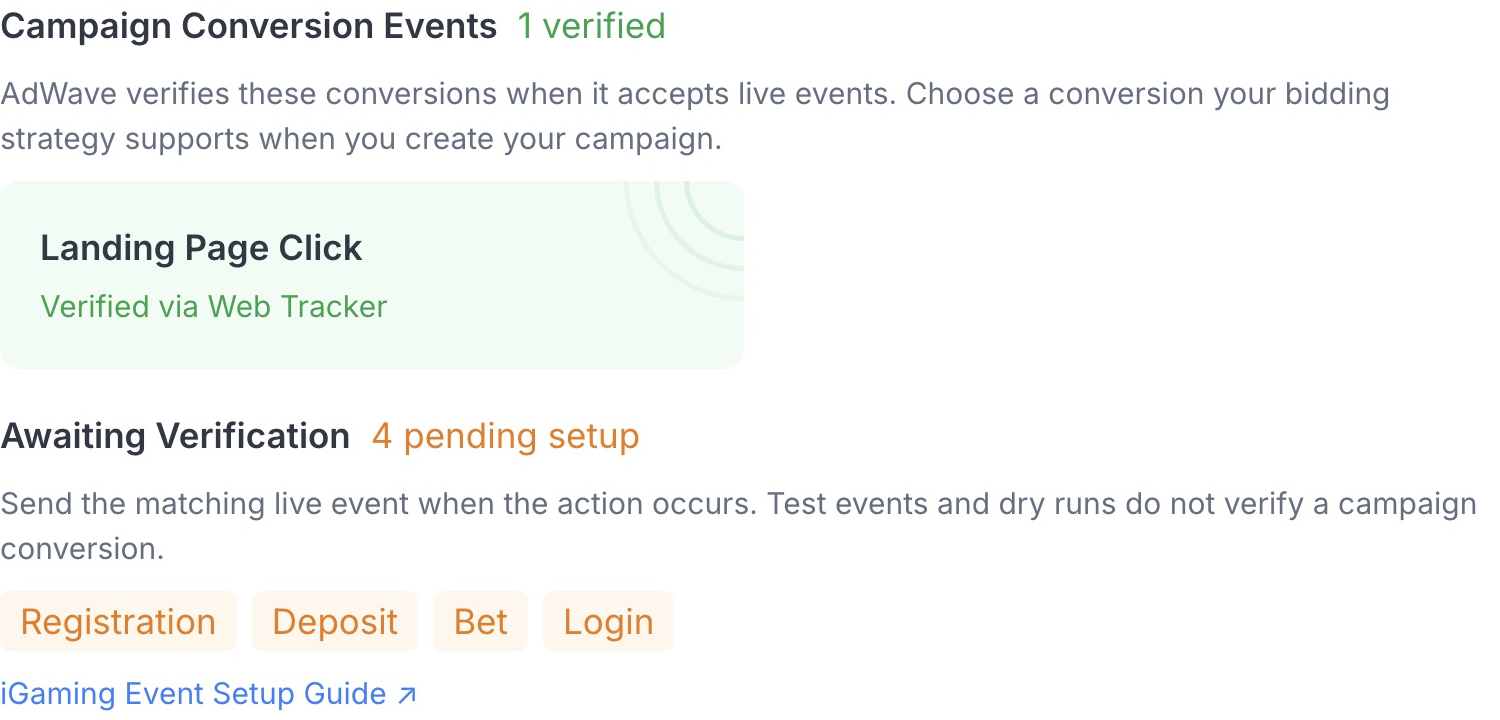 Campaign Conversion Events 1 verified
AdWave verifies these conversions when it accepts live events. Choose a conversion your bidding
strategy supports when you create your campaign.
Landing Page Click
Verified via Web Tracker
Awaiting Verification 4 pending setup
Send the matching live event when the action occurs. Test events and dry runs do not verify a campaign
conversion.
Registration Deposit Bet Login
iGaming Event Setup Guide ↗